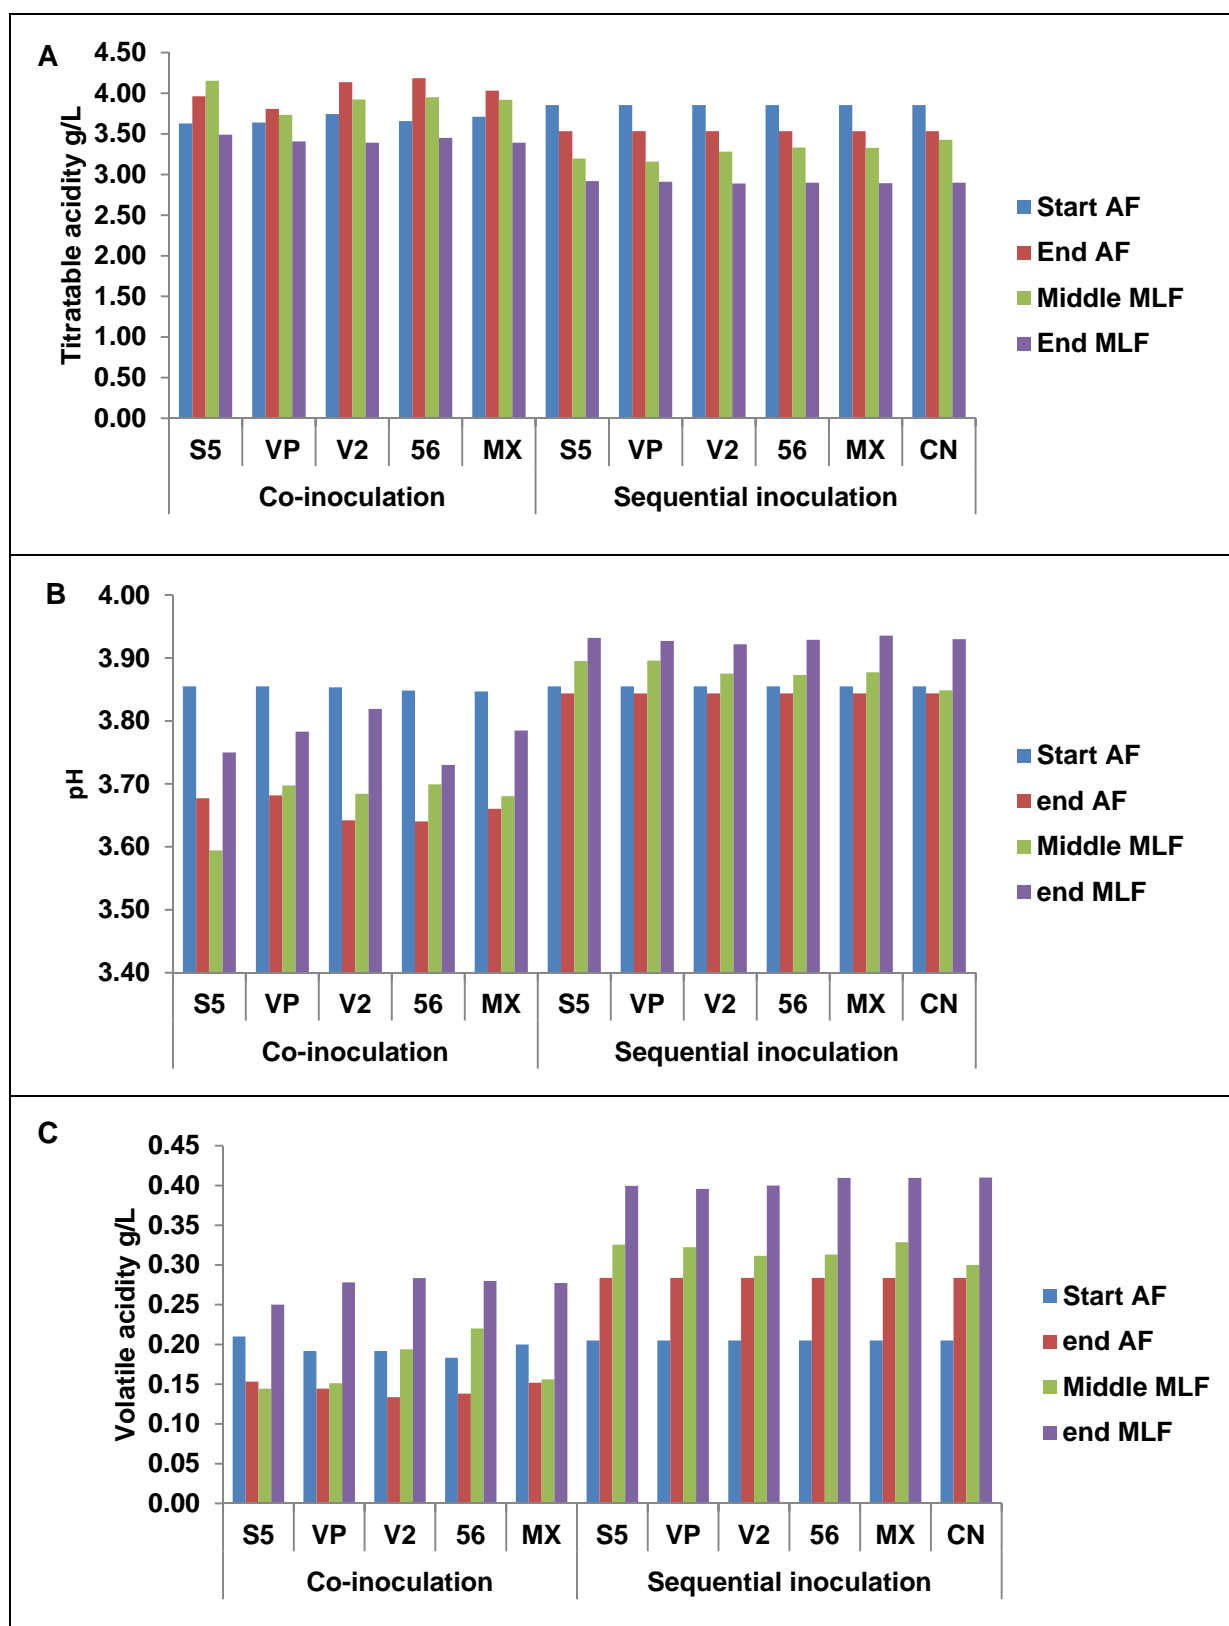 A
Titratable acidity g/L
4.50
4.00
3.50
3.00
2.50
2.00
1.50
1.00
0.50
0.00
S5 VP V2 56 MX S5 VP V2 56 MX CN
Co-inoculation Sequential inoculation
Start AF
End AF
Middle MLF
End MLF
B
pH
4.00
3.90
3.80
3.70
3.60
3.50
3.40
S5 VP V2 56 MX S5 VP V2 56 MX CN
Co-inoculation Sequential inoculation
Start AF
end AF
Middle MLF
end MLF
C
Volatile acidity g/L
0.45
0.40
0.35
0.30
0.25
0.20
0.15
0.10
0.05
0.00
S5 VP V2 56 MX S5 VP V2 56 MX CN
Co-inoculation Sequential inoculation
Start AF
end AF
Middle MLF
end MLF